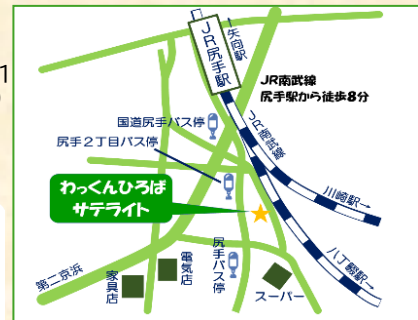 1
JR尻手駅
←矢向駅
JR南武線
尻手駅から徒歩8分
国道尻手バス停
尻手2丁目バス停
JR南武線
わっくんひろば
サテライト
川崎駅→
八丁畷駅→
尻手バス停
電気店
家具店
スーパー
第二京浜